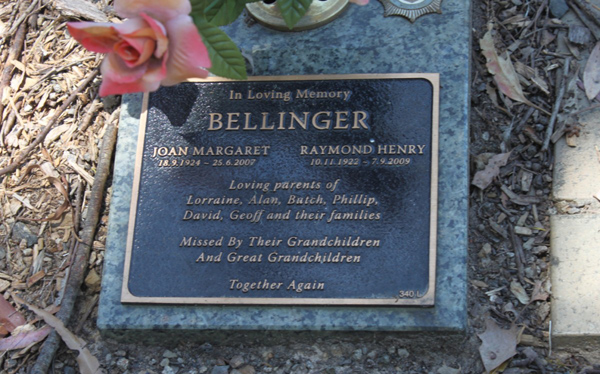 In Loving Memory
BELLINGER
JOAN MARGARET RAYMOND HENRY
18.9.1924 - 25.6.2007 10.11.1922 - 7.9.2009
Loving parents of
Lorraine, Alan, Butch, Phillip,
David, Geoff and their families
Missed By Their Grandchildren
And Great Grandchildren
Together Again
340.L